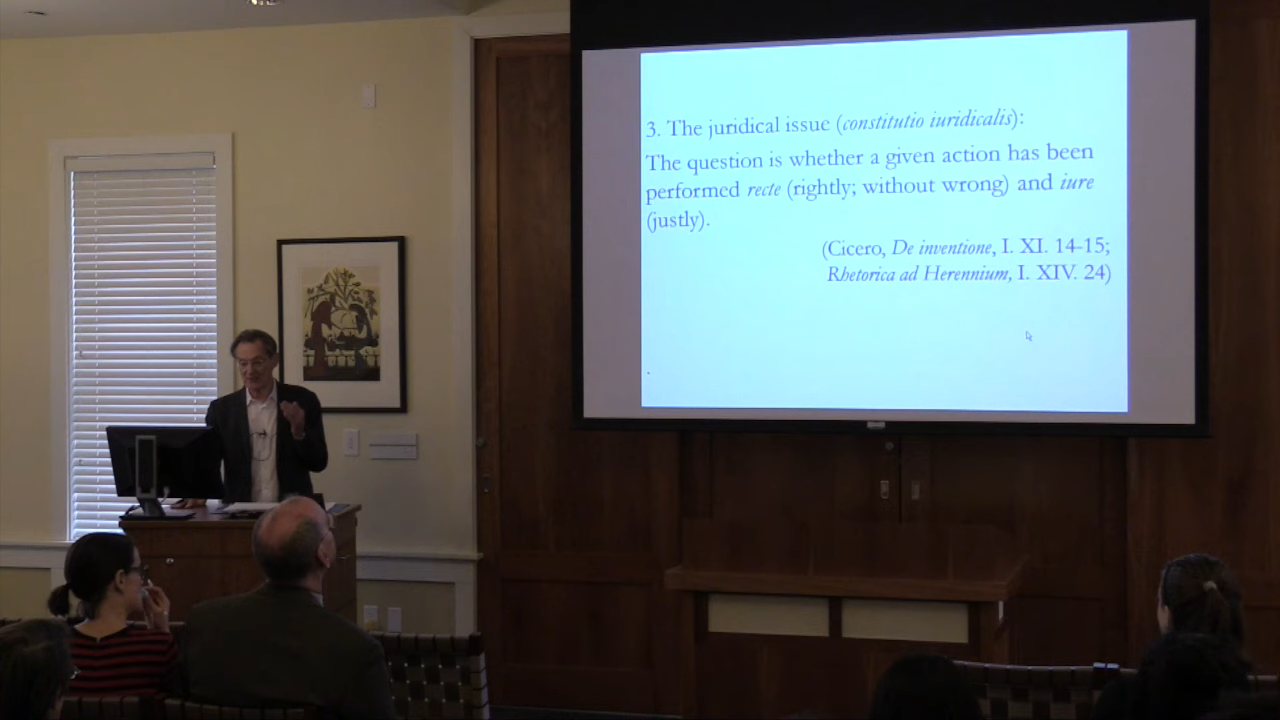 3. The juridical issue (constitutio iuridicalis):
The question is whether a given action has been
performed recte (rightly; without wrong) and iure
(justly).
(Cicero, De inventione, I. XI. 14-15;
Rhetorica ad Herennium, I. XIV. 24)